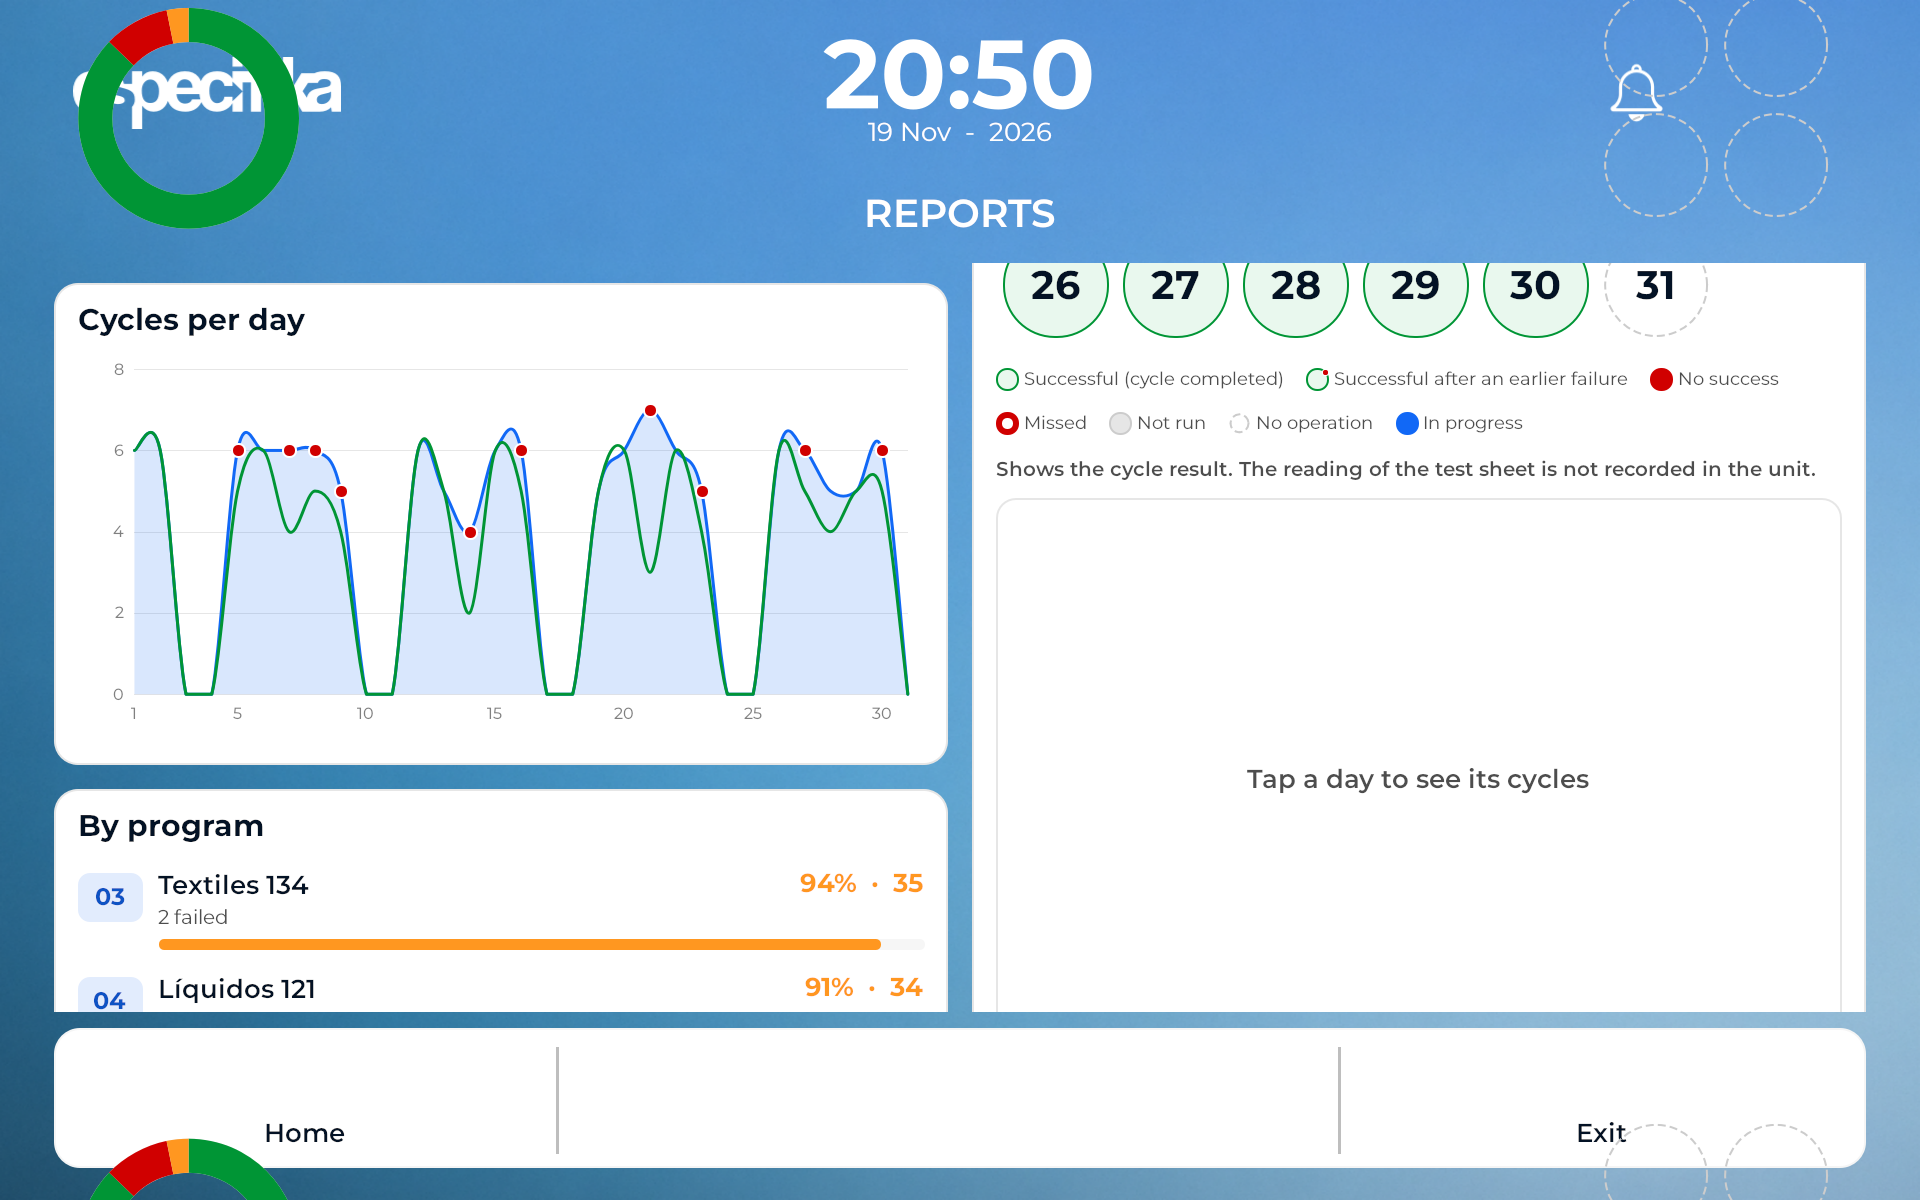 20:50
19 Nov - 2026
REPORTS
Cycles per day
8
6
4
2
0
1 5 10 15 20 25 30
By program
03 Textiles 134 94% · 35
2 failed
04 Líquidos 121 91% · 34
26 27 28 29 30 31
Successful (cycle completed) Successful after an earlier failure No success
Missed Not run No operation In progress
Shows the cycle result. The reading of the test sheet is not recorded in the unit.
Tap a day to see its cycles
Home Exit